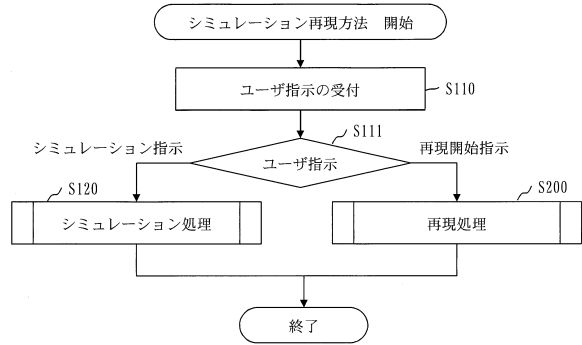 シミュレーション再現方法　開始
ユーザ指示の受付
S110
S111
シミュレーション指示
ユーザ指示
再現開始指示
S120
S200
シミュレーション処理
再現処理
終了